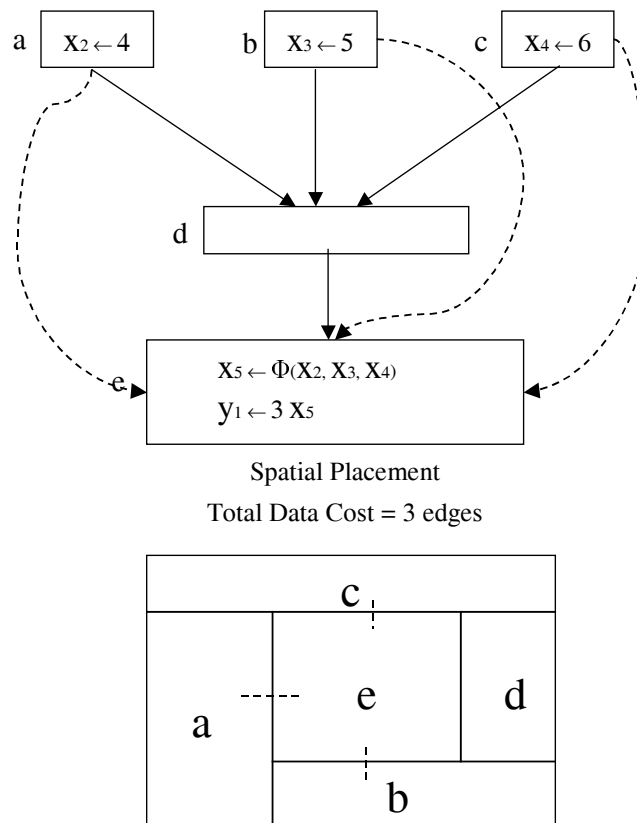 a x₂ ← 4 b x₃ ← 5 c x₄ ← 6
d
e
x₅ ← Φ(x₂, x₃, x₄)
y₁ ← 3 x₅
Spatial Placement
Total Data Cost = 3 edges
c
a e d
b